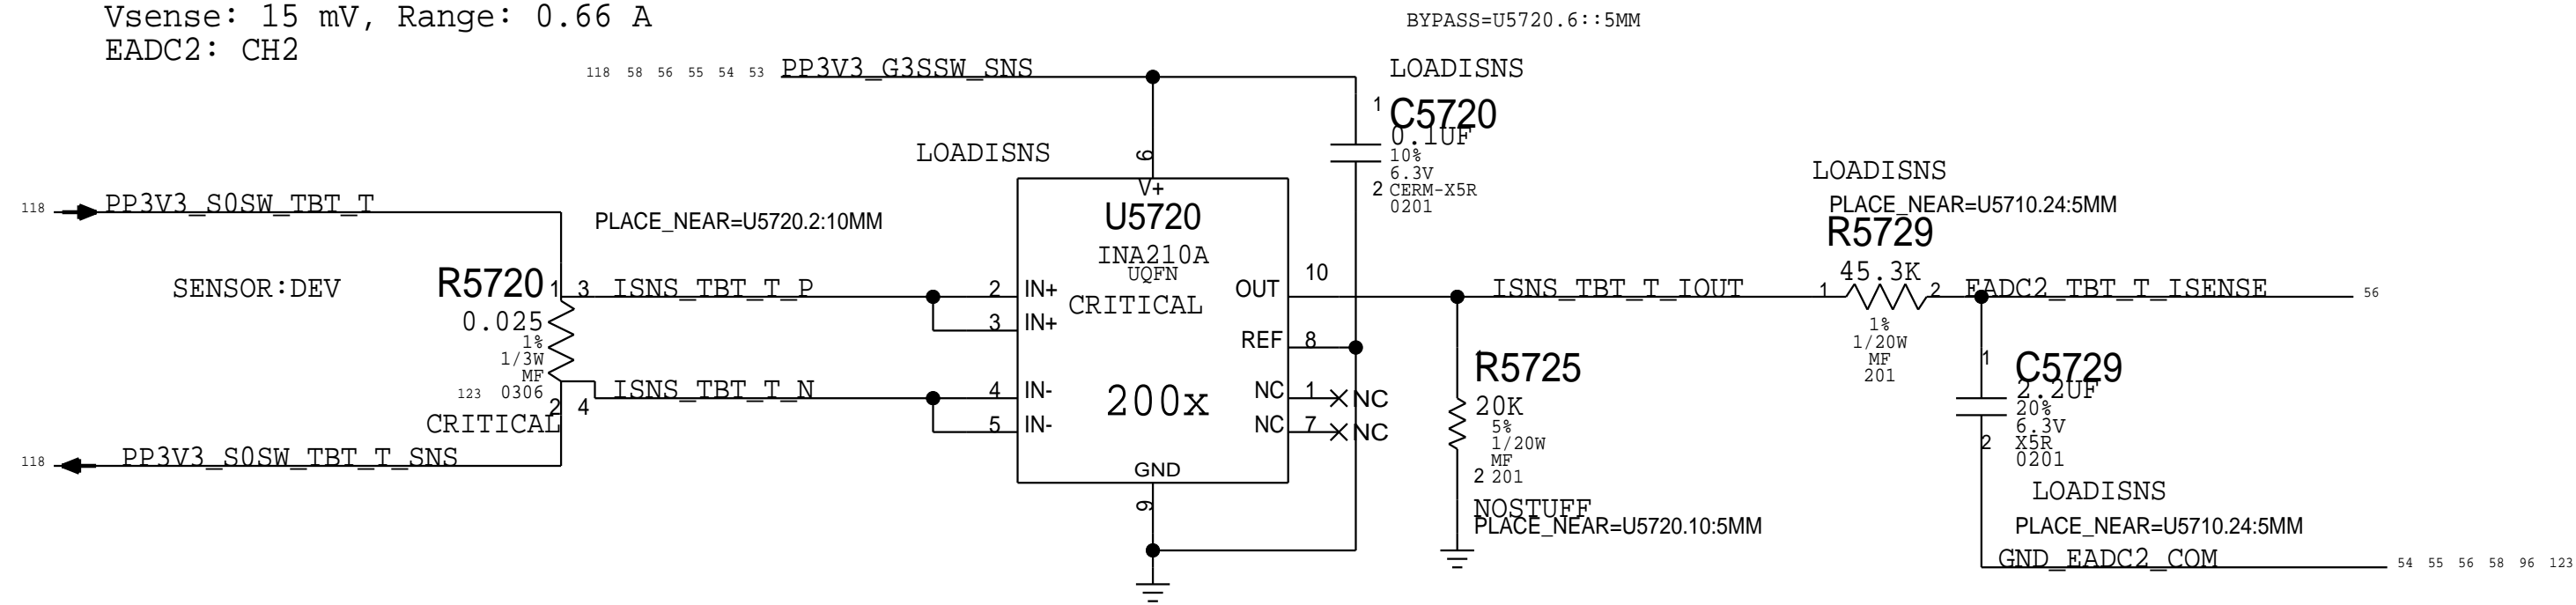 Vsense: 15 mV, Range: 0.66 A
EADC2: CH2
BYPASS=U5720.6::5MM
118 58 56 55 54 53 PP3V3_G3SSW_SNS
LOADISNS
1 C5720
0.1UF
10%
6.3V
2 CERM-X5R
0201
LOADISNS
6
V+
U5720
INA210A
UQFN
CRITICAL
200x
118 PP3V3_S0SW_TBT_T
PLACE_NEAR=U5720.2:10MM
SENSOR:DEV
R5720 1 3 ISNS_TBT_T_P
0.025
1%
1/3W
MF
123 0306
2 4 ISNS_TBT_T_N
CRITICAL
118 PP3V3_S0SW_TBT_T_SNS
2 IN+
3 IN+
4 IN-
5 IN-
OUT 10
REF 8
NC 1 NC
NC 7 NC
GND
9
ISNS_TBT_T_IOUT
1
R5725
20K
5%
1/20W
MF
2 201
NOSTUFF
PLACE_NEAR=U5720.10:5MM
LOADISNS
PLACE_NEAR=U5710.24:5MM
R5729
45.3K
1 2 EADC2_TBT_T_ISENSE 56
1%
1/20W
MF
201
1 C5729
2.2UF
20%
6.3V
2 X5R
0201
LOADISNS
PLACE_NEAR=U5710.24:5MM
GND_EADC2_COM 54 55 56 58 96 123